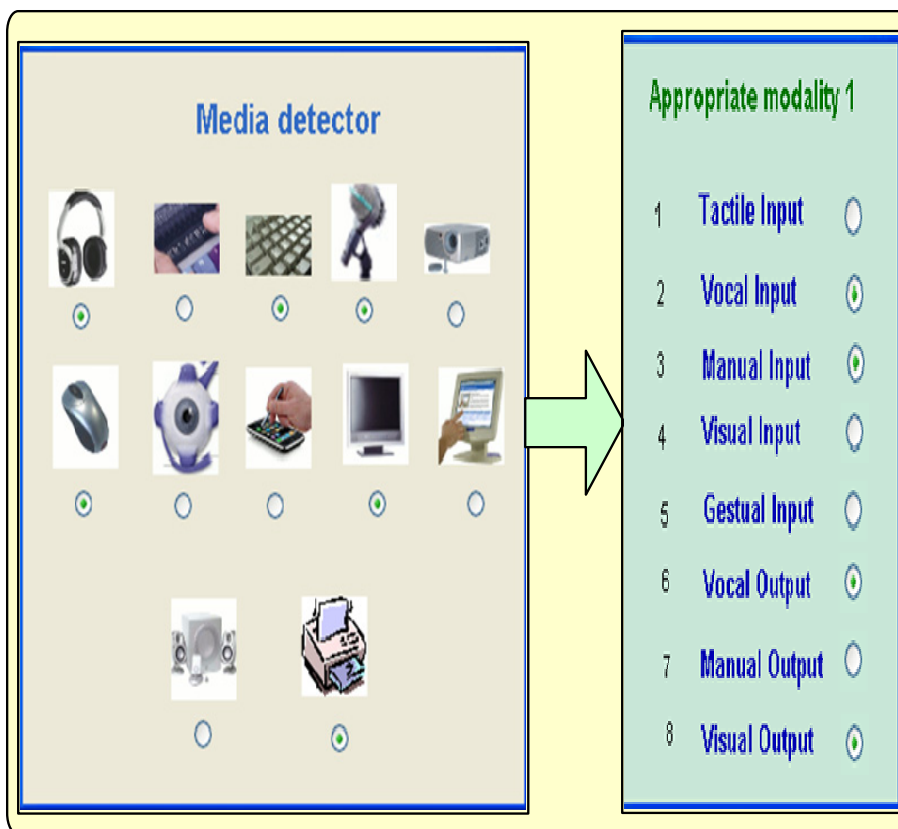 Media detector
Appropriate modality 1
1 Tactile Input
2 Vocal Input
3 Manual Input
4 Visual Input
5 Gestual Input
6 Vocal Output
7 Manual Output
8 Visual Output